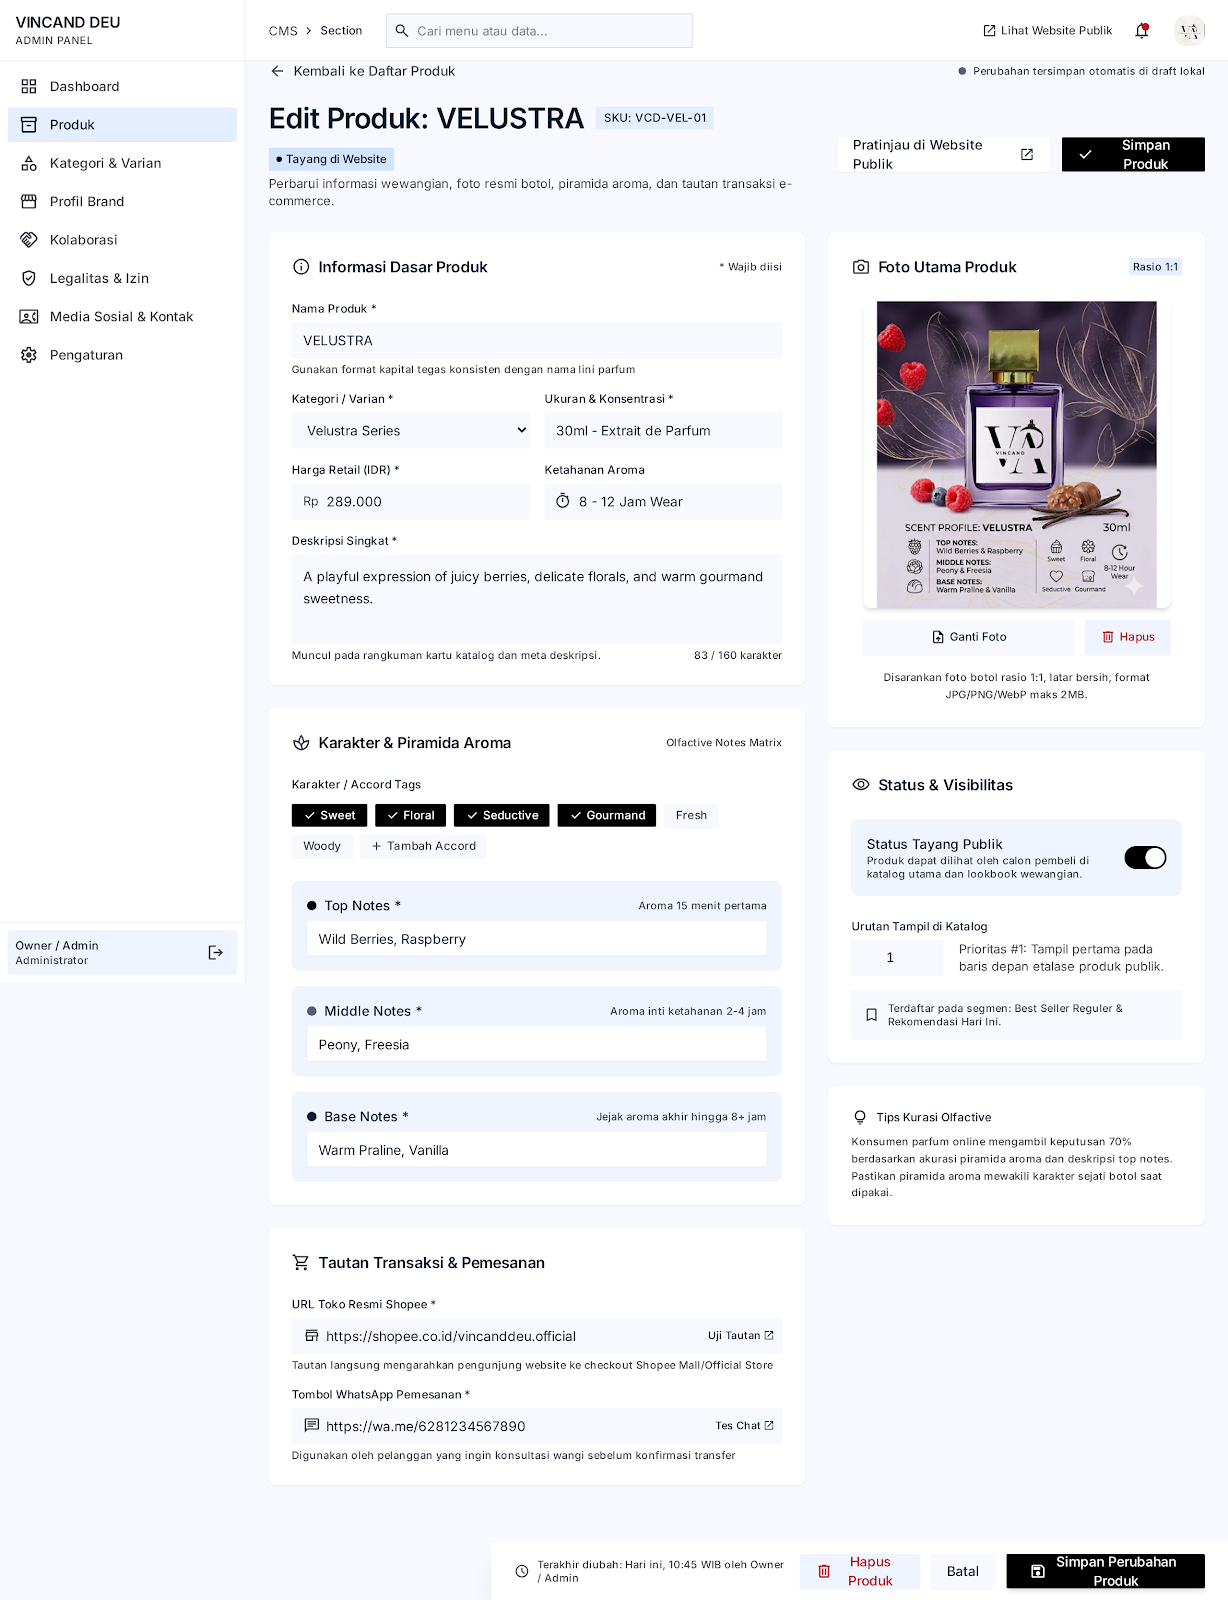 VINCAND DEU
ADMIN PANEL
Dashboard
Produk
Kategori & Varian
Profil Brand
Kolaborasi
Legalitas & Izin
Media Sosial & Kontak
Pengaturan
Owner / Admin
Administrator
CMS
Section
Cari menu atau data...
Lihat Website Publik
Kembali ke Daftar Produk
Perubahan tersimpan otomatis di draft lokal
Edit Produk: VELUSTRA
SKU: VCD-VEL-01
Tayang di Website
Perbarui informasi wewangian, foto resmi botol, piramida aroma, dan tautan transaksi e-
commerce.
Pratinjau di Website
Publik
Simpan
Produk
Informasi Dasar Produk
* Wajib diisi
Nama Produk *
VELUSTRA
Gunakan format kapital tegas konsisten dengan nama lini parfum
Kategori / Varian *
Ukuran & Konsentrasi *
Velustra Series
30ml - Extrait de Parfum
Harga Retail (IDR) *
Ketahanan Aroma
Rp 289.000
8 - 12 Jam Wear
Deskripsi Singkat *
A playful expression of juicy berries, delicate florals, and warm gourmand
sweetness.
Muncul pada rangkuman kartu katalog dan meta deskripsi.
83 / 160 karakter
Karakter & Piramida Aroma
Olfactive Notes Matrix
Karakter / Accord Tags
Sweet
Floral
Seductive
Gourmand
Fresh
Woody
Tambah Accord
Top Notes *
Aroma 15 menit pertama
Wild Berries, Raspberry
Middle Notes *
Aroma inti ketahanan 2-4 jam
Peony, Freesia
Base Notes *
Jejak aroma akhir hingga 8+ jam
Warm Praline, Vanilla
Tautan Transaksi & Pemesanan
URL Toko Resmi Shopee *
https://shopee.co.id/vincanddeu.official
Uji Tautan
Tautan langsung mengarahkan pengunjung website ke checkout Shopee Mall/Official Store
Tombol WhatsApp Pemesanan *
https://wa.me/6281234567890
Tes Chat
Digunakan oleh pelanggan yang ingin konsultasi wangi sebelum konfirmasi transfer
Foto Utama Produk
Rasio 1:1
VINCAND
SCENT PROFILE: VELUSTRA
30ml
TOP NOTES:
Wild Berries & Raspberry
MIDDLE NOTES:
Peony & Freesia
BASE NOTES:
Warm Praline & Vanilla
Sweet
Floral
Seductive
Gourmand
8-12 Hour
Wear
Ganti Foto
Hapus
Disarankan foto botol rasio 1:1, latar bersih, format
JPG/PNG/WebP maks 2MB.
Status & Visibilitas
Status Tayang Publik
Produk dapat dilihat oleh calon pembeli di
katalog utama dan lookbook wewangian.
Urutan Tampil di Katalog
1
Prioritas #1: Tampil pertama pada
baris depan etalase produk publik.
Terdaftar pada segmen: Best Seller Reguler &
Rekomendasi Hari Ini.
Tips Kurasi Olfactive
Konsumen parfum online mengambil keputusan 70%
berdasarkan akurasi piramida aroma dan deskripsi top notes.
Pastikan piramida aroma mewakili karakter sejati botol saat
dipakai.
Terakhir diubah: Hari ini, 10:45 WIB oleh Owner
/ Admin
Hapus
Produk
Batal
Simpan Perubahan
Produk